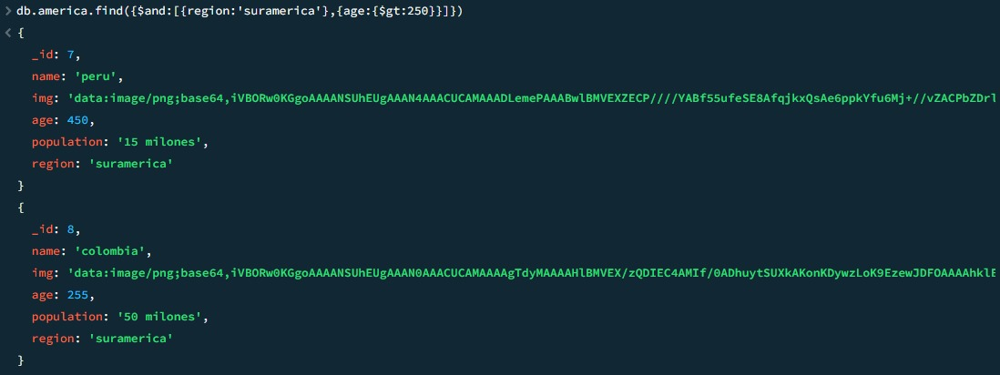 > db.america.find({$and:[{region:'suramerica'},{age:{$gt:250}}]})
< {
_id: 7,
name: 'peru',
img: 'data:image/png;base64,iVBORw0KGgoAAAANSUhEUgAAAN4AAACUCAMAAADLemePAAABwlBMVEXZECP////YABf55ufeSE8AfqjkxQsAe6ppkYfu6Mj+//vZACPbZDrl
age: 450,
population: '15 milones',
region: 'suramerica'
}
{
_id: 8,
name: 'colombia',
img: 'data:image/png;base64,iVBORw0KGgoAAAANSUhEUgAAAN0AAACUCAMAAAAgTdyMAAAAHlBMVEX/zQDIEC4AMIf/0ADhuytSUXkAKonKDywzLoK9EzewJDFOAAAAhklE
age: 255,
population: '50 milones',
region: 'suramerica'
}